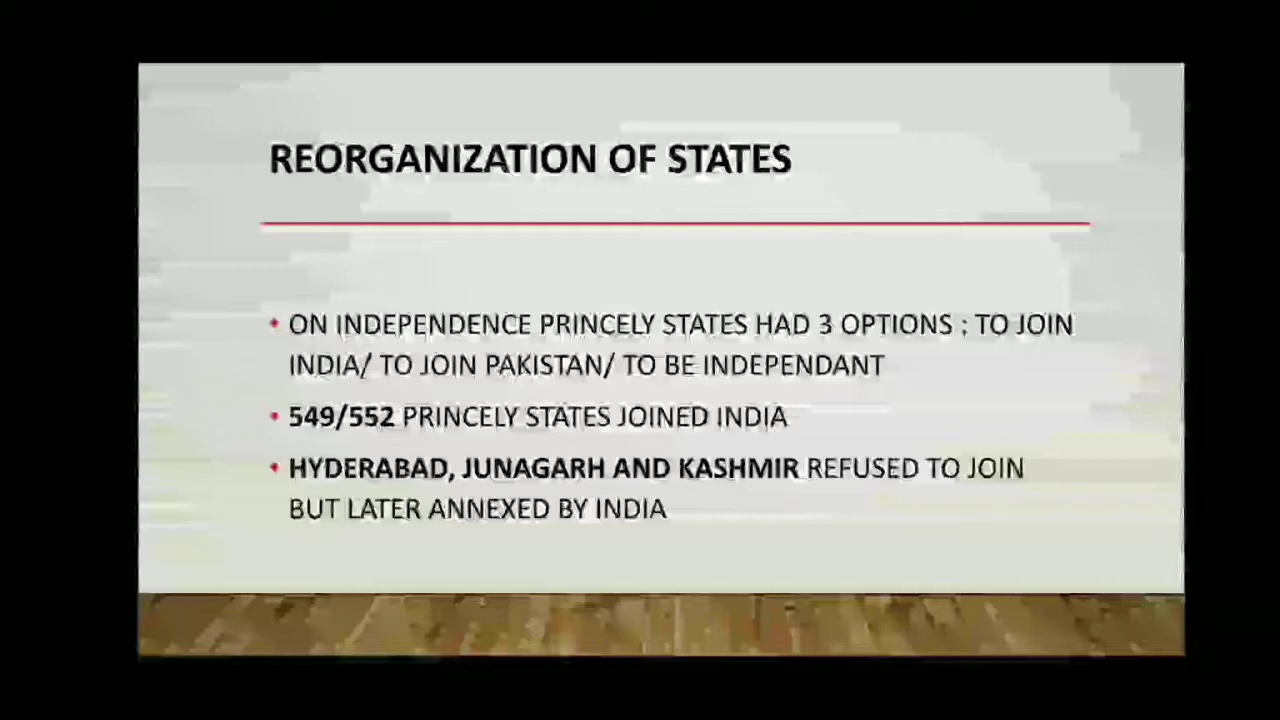 REORGANIZATION OF STATES
• ON INDEPENDENCE PRINCELY STATES HAD 3 OPTIONS : TO JOIN
INDIA/ TO JOIN PAKISTAN/ TO BE INDEPENDANT
• 549/552 PRINCELY STATES JOINED INDIA
• HYDERABAD, JUNAGARH AND KASHMIR REFUSED TO JOIN
BUT LATER ANNEXED BY INDIA